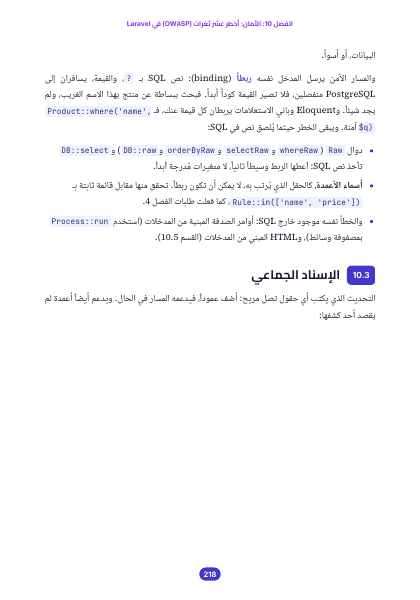 الفصل 10: الأمان: أخطر عشر ثغرات (OWASP) في Laravel
البيانات، أو أسوأ.
والمسار الآمن يرسل المدخل نفسه ربطاً (binding): نص SQL بـ ?، والقيمة، يسافران إلى
PostgreSQL منفصلين، فلا تصير القيمة كوداً أبداً. فبحث ببساطة عن منتج بهذا الاسم الغريب، ولم
يجد شيئاً. وEloquent وباني الاستعلامات يربطان كل قيمة عنك، فـ Product::where('name',
$q) آمنة. ويبقى الخطر حيثما يُلصق نص في SQL:
دوال Raw (whereRaw و selectRaw و orderByRaw و DB::raw) و DB::select
تأخذ نص SQL: أعطها الربط وسيطاً ثانياً، لا متغيرات مُدرجة أبداً.
أسماء الأعمدة، كالحقل الذي يُرتب به، لا يمكن أن تكون ربطاً. تحقق منها مقابل قائمة ثابتة بـ
Rule::in(['name', 'price'])، كما فعلت طلبات الفصل 4.
والخطأ نفسه موجود خارج SQL: أوامر الصدفة المبنية من المدخلات (استخدم Process::run
بمصفوفة وسائط)، وHTML المبني من المدخلات (القسم 10.5).
10.3 الإسناد الجماعي
التحديث الذي يكتب أي حقول تصل مريح: أضف عموداً، فيدعمه المسار في الحال. ويدعم أيضاً أعمدة لم
يقصد أحد كشفها:
218